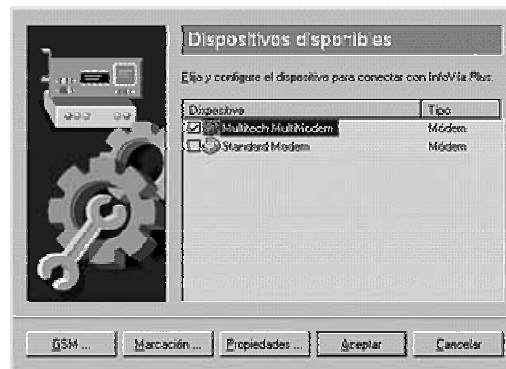 Dispositivos disponibles
Elija y configure el dispositivo para conectar con InfoVía Plus.
Dispositivo Tipo
Multitech MultiModem Módem
Standard Modem Módem
GSM ... Marcación ... Propiedades ... Aceptar Cancelar